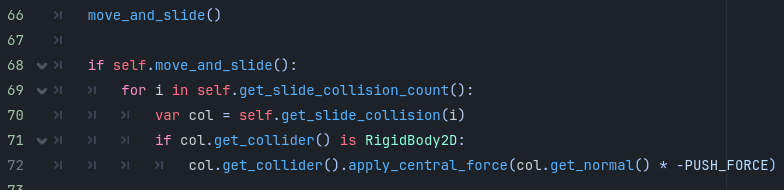 66 move_and_slide()
67
68 if self.move_and_slide():
69 for i in self.get_slide_collision_count():
70 var col = self.get_slide_collision(i)
71 if col.get_collider() is RigidBody2D:
72 col.get_collider().apply_central_force(col.get_normal() * -PUSH_FORCE)
73